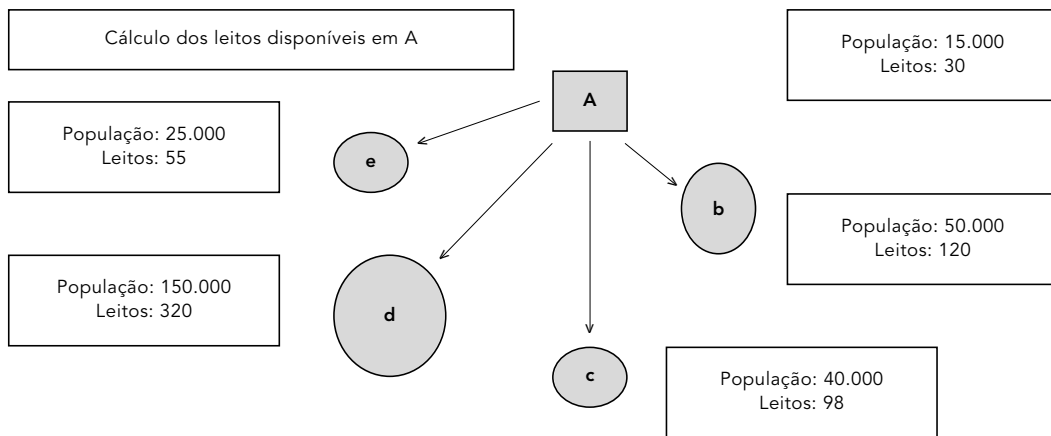 Cálculo dos leitos disponíveis em A
População: 15.000
Leitos: 30
A
População: 25.000
Leitos: 55
e
b
População: 50.000
Leitos: 120
População: 150.000
Leitos: 320
d
c
População: 40.000
Leitos: 98